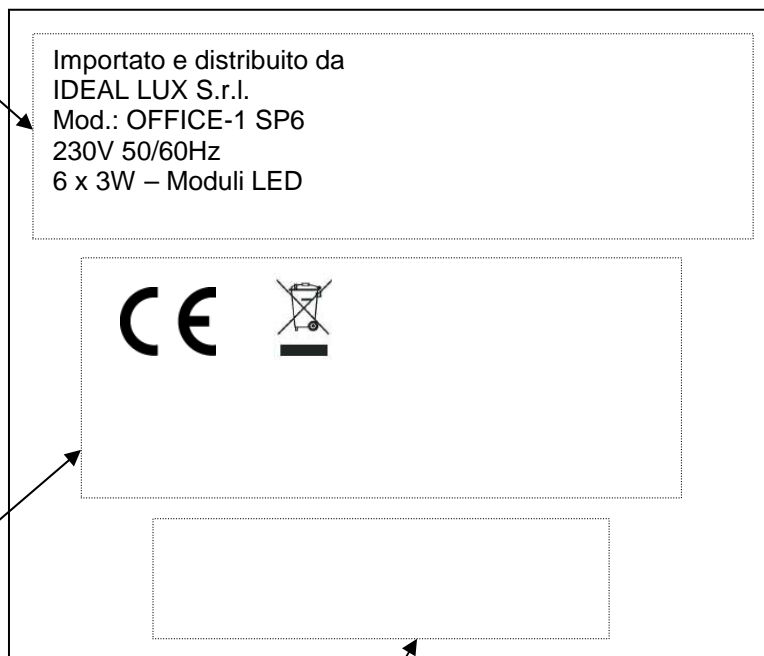 Importato e distribuito da
IDEAL LUX S.r.l.
Mod.: OFFICE-1 SP6
230V 50/60Hz
6 x 3W – Moduli LED
CE